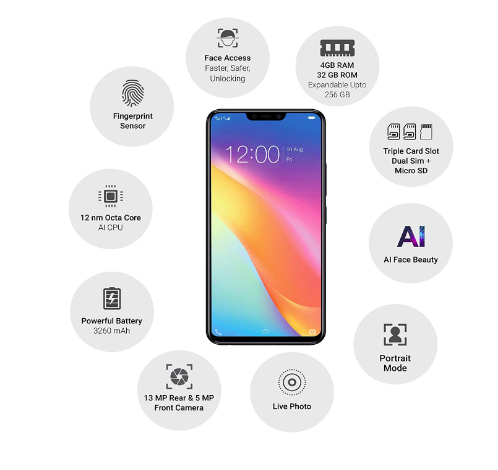 Face Access
Faster, Safer,
Unlocking
4GB RAM
32 GB ROM
Expandable Upto
256 GB
Fingerprint
Sensor
Triple Card Slot
Dual Sim +
Micro SD
12:00
10 Aug
Fri
12 nm Octa Core
AI CPU
AI
AI Face Beauty
Powerful Battery
3260 mAh
Portrait
Mode
13 MP Rear & 5 MP
Front Camera
Live Photo